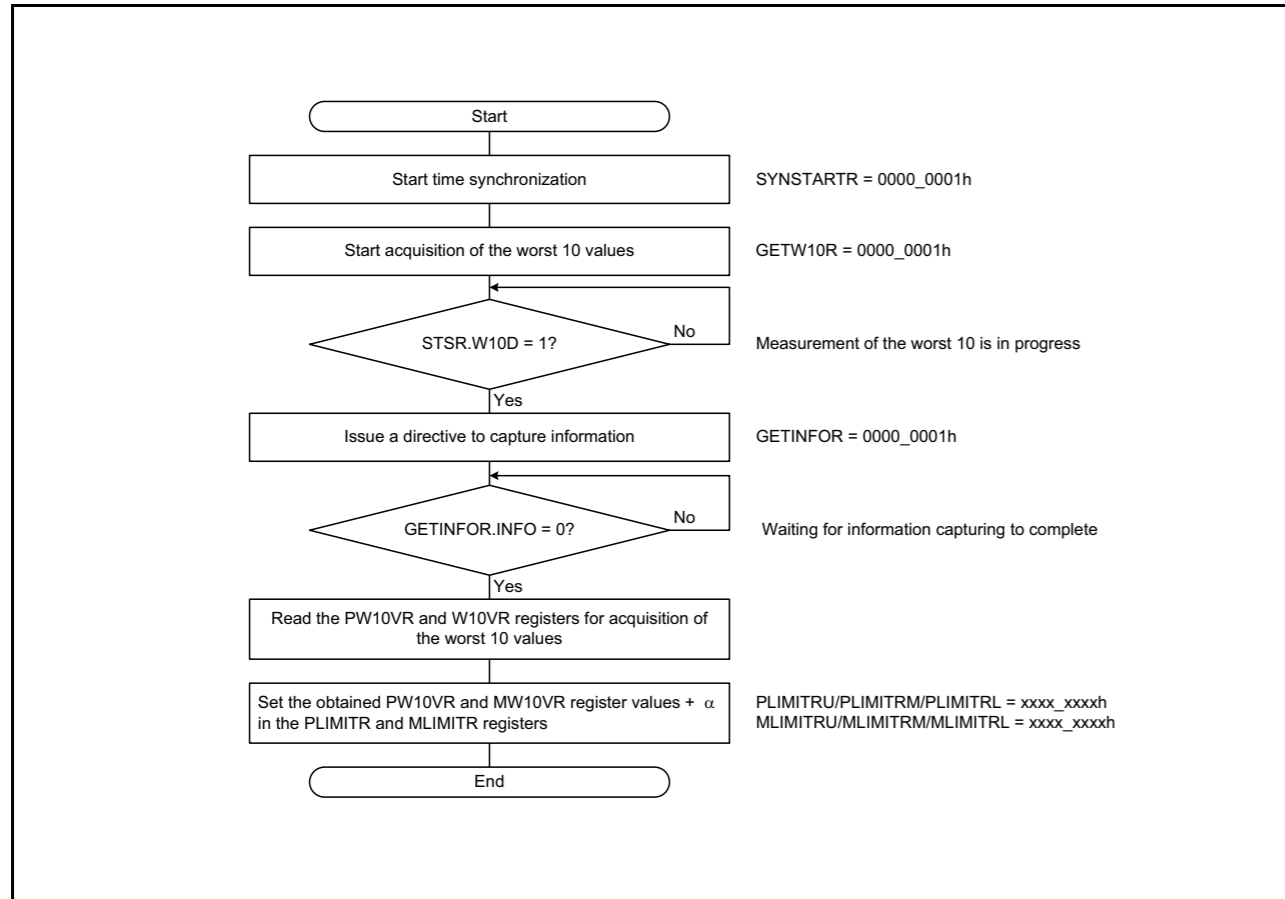 Start
Start time synchronization
SYNSTARTR = 0000_0001h
Start acquisition of the worst 10 values
GETW10R = 0000_0001h
STSR.W10D = 1?
No
Measurement of the worst 10 is in progress
Yes
Issue a directive to capture information
GETINFOR = 0000_0001h
GETINFOR.INFO = 0?
No
Waiting for information capturing to complete
Yes
Read the PW10VR and W10VR registers for acquisition of
the worst 10 values
Set the obtained PW10VR and MW10VR register values + α
in the PLIMITR and MLIMITR registers
PLIMITRU/PLIMITRM/PLIMITRL = xxxx_xxxxh
MLIMITRU/MLIMITRM/MLIMITRL = xxxx_xxxxh
End